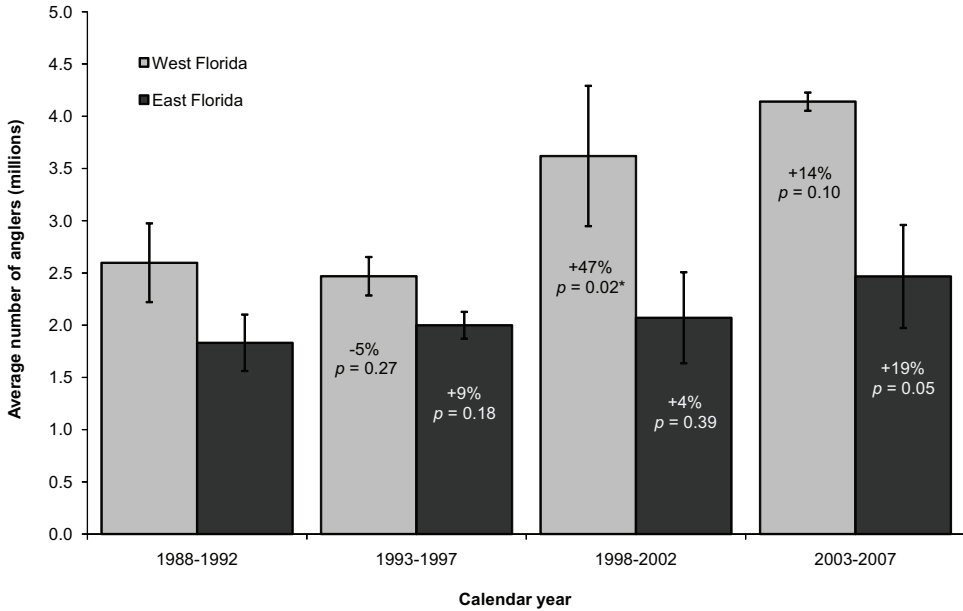 Average number of anglers (millions)
5.0
4.5
4.0
3.5
3.0
2.5
2.0
1.5
1.0
0.5
0.0
West Florida
East Florida
-5%
p = 0.27
+9%
p = 0.18
+47%
p = 0.02*
+4%
p = 0.39
+14%
p = 0.10
+19%
p = 0.05
1988-1992
1993-1997
1998-2002
2003-2007
Calendar year